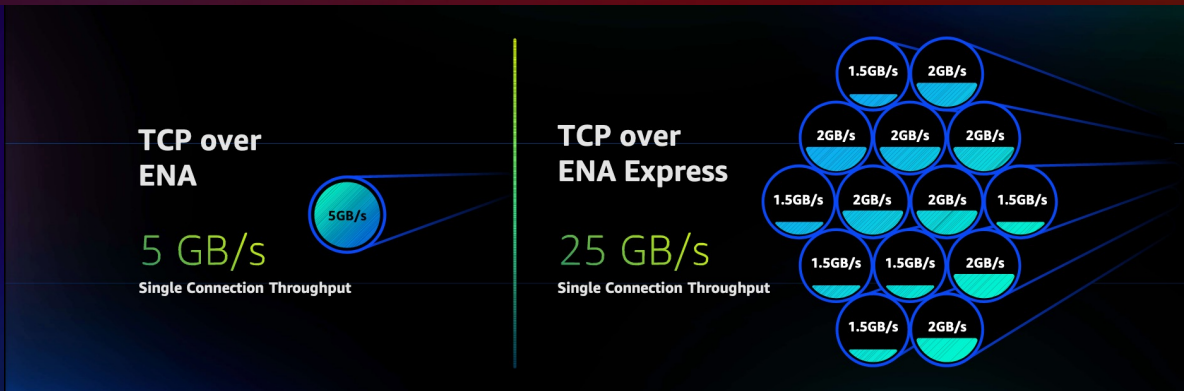 TCP over
ENA
5GB/s
5 GB/s
Single Connection Throughput
TCP over
ENA Express
25 GB/s
Single Connection Throughput
1.5GB/s 2GB/s
2GB/s 2GB/s 2GB/s
1.5GB/s 2GB/s 2GB/s 1.5GB/s
1.5GB/s 1.5GB/s 2GB/s
1.5GB/s 2GB/s